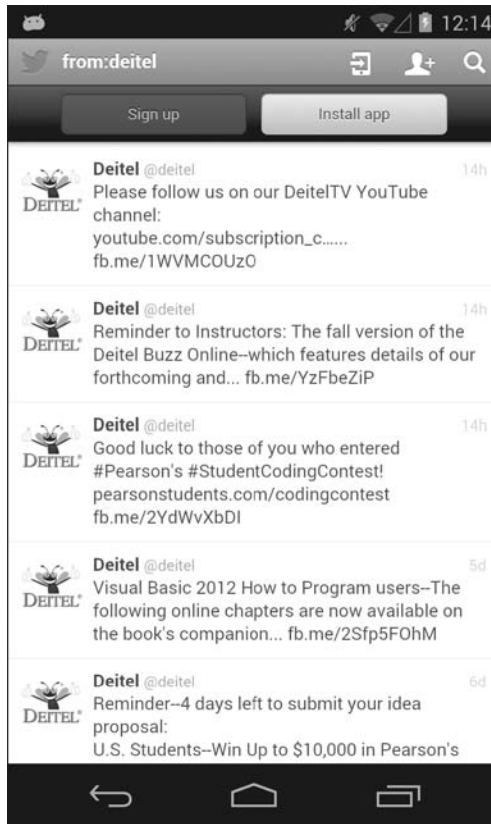 12:14
from:deitel
Sign up
Install app
Deitel @deitel 14h
Please follow us on our DeitelTV YouTube
channel:
youtube.com/subscription_c......
fb.me/1WVMCOUzO
DEITEL®
Deitel @deitel 14h
Reminder to Instructors: The fall version of the
Deitel Buzz Online--which features details of our
forthcoming and... fb.me/YzFbeZiP
DEITEL®
Deitel @deitel 14h
Good luck to those of you who entered
#Pearson's #StudentCodingContest!
pearsonstudents.com/codingcontest
fb.me/2YdWvXbDI
DEITEL®
Deitel @deitel 5d
Visual Basic 2012 How to Program users--The
following online chapters are now available on
the book's companion... fb.me/2Sfp5FOhM
DEITEL®
Deitel @deitel 6d
Reminder--4 days left to submit your idea
proposal:
U.S. Students--Win Up to $10,000 in Pearson's
DEITEL®